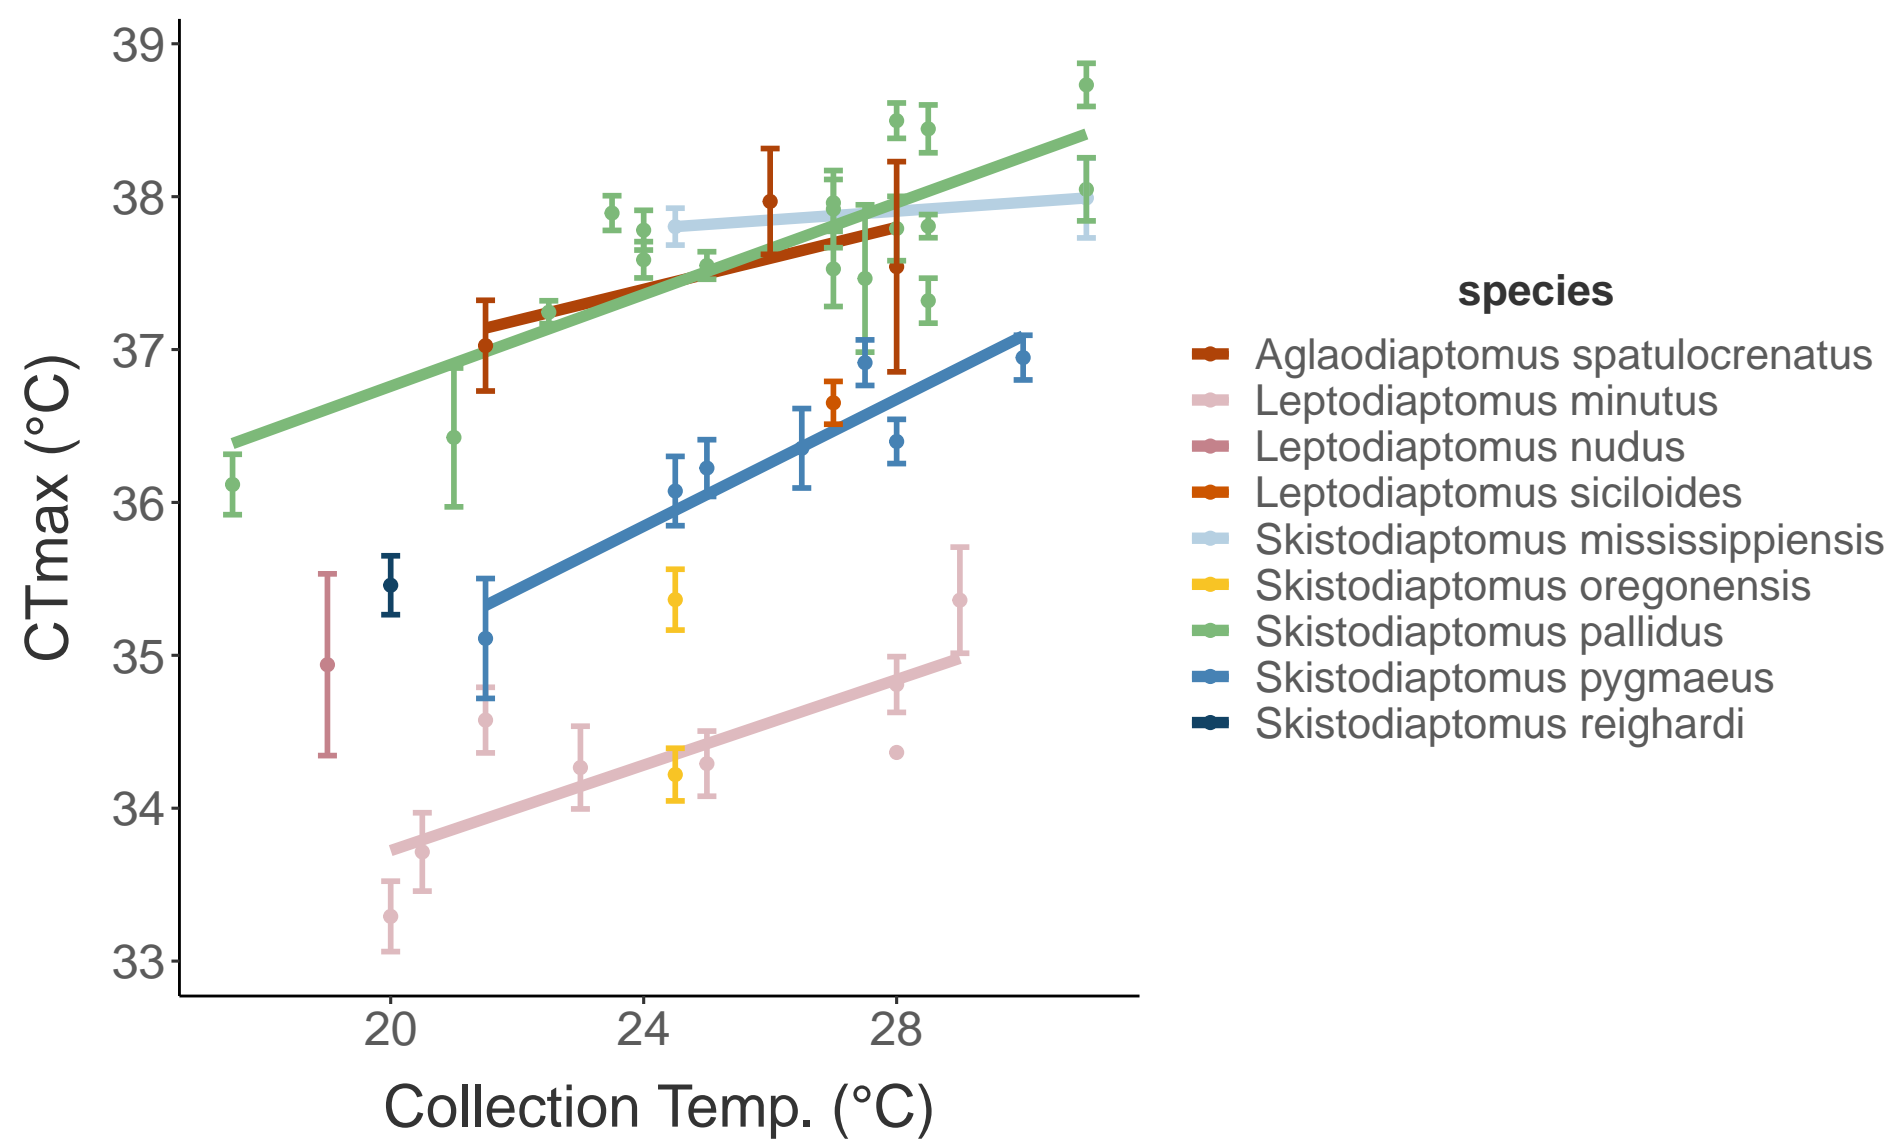 39
38
37
36
35
34
33
CTmax (°C)
20 24 28
Collection Temp. (°C)
species
Aglaodiaptomus spatulocrenatus
Leptodiaptomus minutus
Leptodiaptomus nudus
Leptodiaptomus siciloides
Skistodiaptomus mississippiensis
Skistodiaptomus oregonensis
Skistodiaptomus pallidus
Skistodiaptomus pygmaeus
Skistodiaptomus reighardi